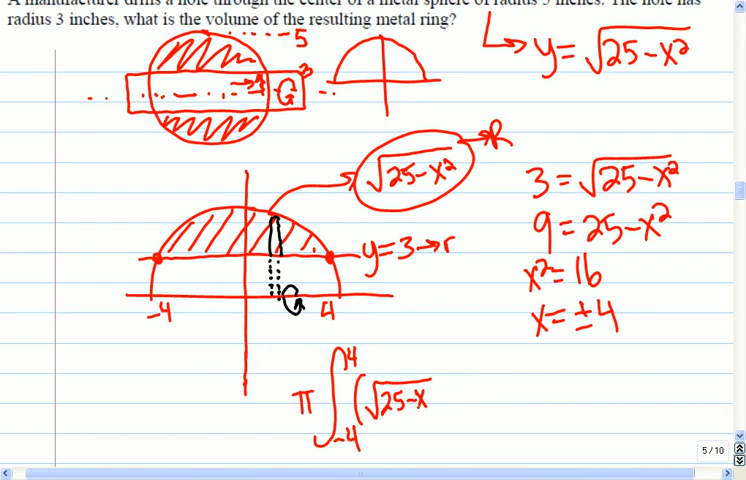 A manufacturer drills a hole through the center of a metal sphere of radius 5 inches. The hole has
radius 3 inches, what is the volume of the resulting metal ring?
5
3
y = √25-x²
√25-x² → R
3 = √25-x²
9 = 25-x²
y = 3 → r
x² = 16
-4 4
x = ±4
π ∫ 4 -4 (√25-x
5 / 10